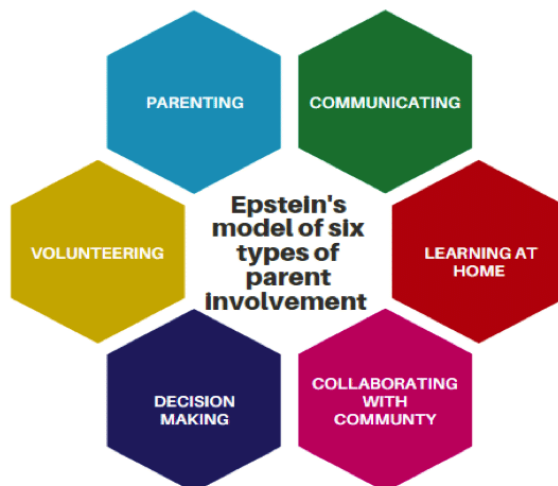 PARENTING
COMMUNICATING
Epstein's
model of six
types of
parent
involvement
VOLUNTEERING
LEARNING AT
HOME
DECISION
MAKING
COLLABORATING
WITH
COMMUNTY